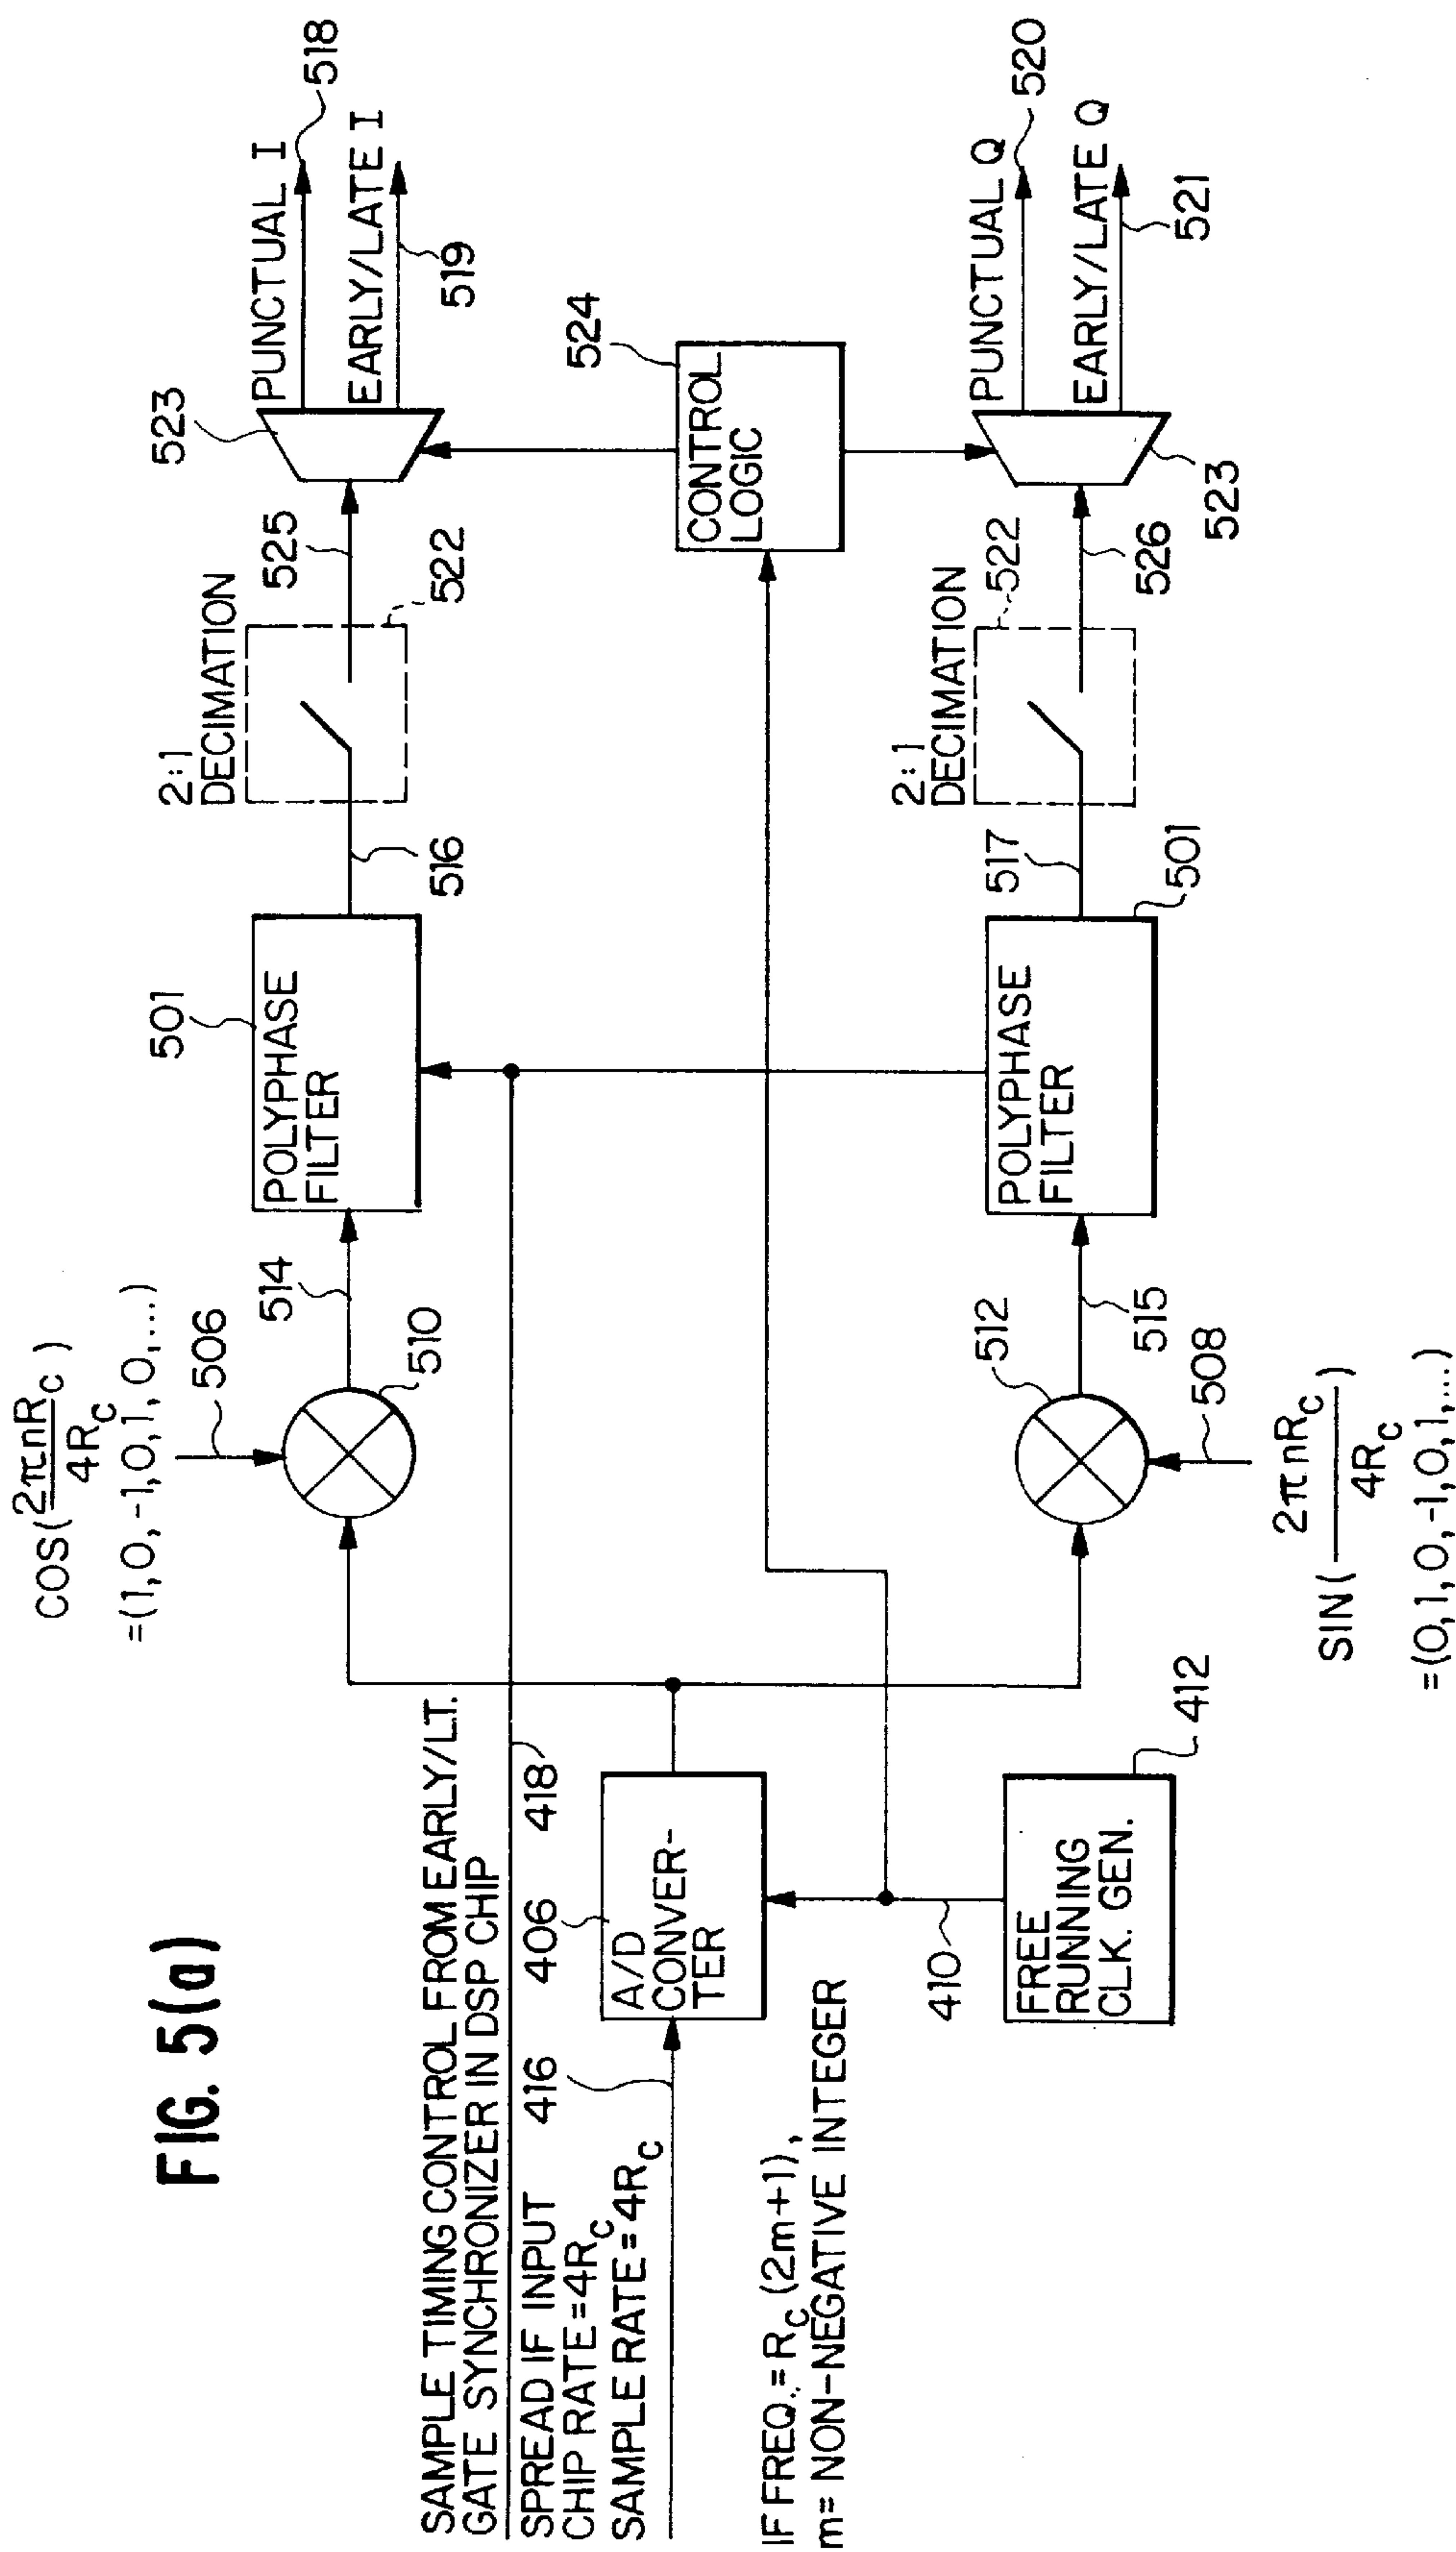 FIG. 5(a)
SAMPLE TIMING CONTROL FROM EARLY/LT.
GATE SYNCHRONIZER IN DSP CHIP
418
SPREAD IF INPUT
CHIP RATE=4Rc
SAMPLE RATE=4Rc
416
406
A/D
CONVER-
TER
IF FREQ.=Rc(2m+1),
m= NON-NEGATIVE INTEGER
410
FREE
RUNNING
CLK. GEN.
412
COS(2πnRc/4Rc)
=(1,0,-1,0,1,0,...)
506
510
514
501
POLYPHASE
FILTER
516
2:1
DECIMATION
522
525
523
PUNCTUAL I
518
EARLY/LATE I
519
524
CONTROL
LOGIC
SIN(2πnRc/4Rc)
=(0,1,0,-1,0,1,...)
508
512
515
POLYPHASE
FILTER
501
517
2:1
DECIMATION
522
526
523
PUNCTUAL Q
520
EARLY/LATE Q
521